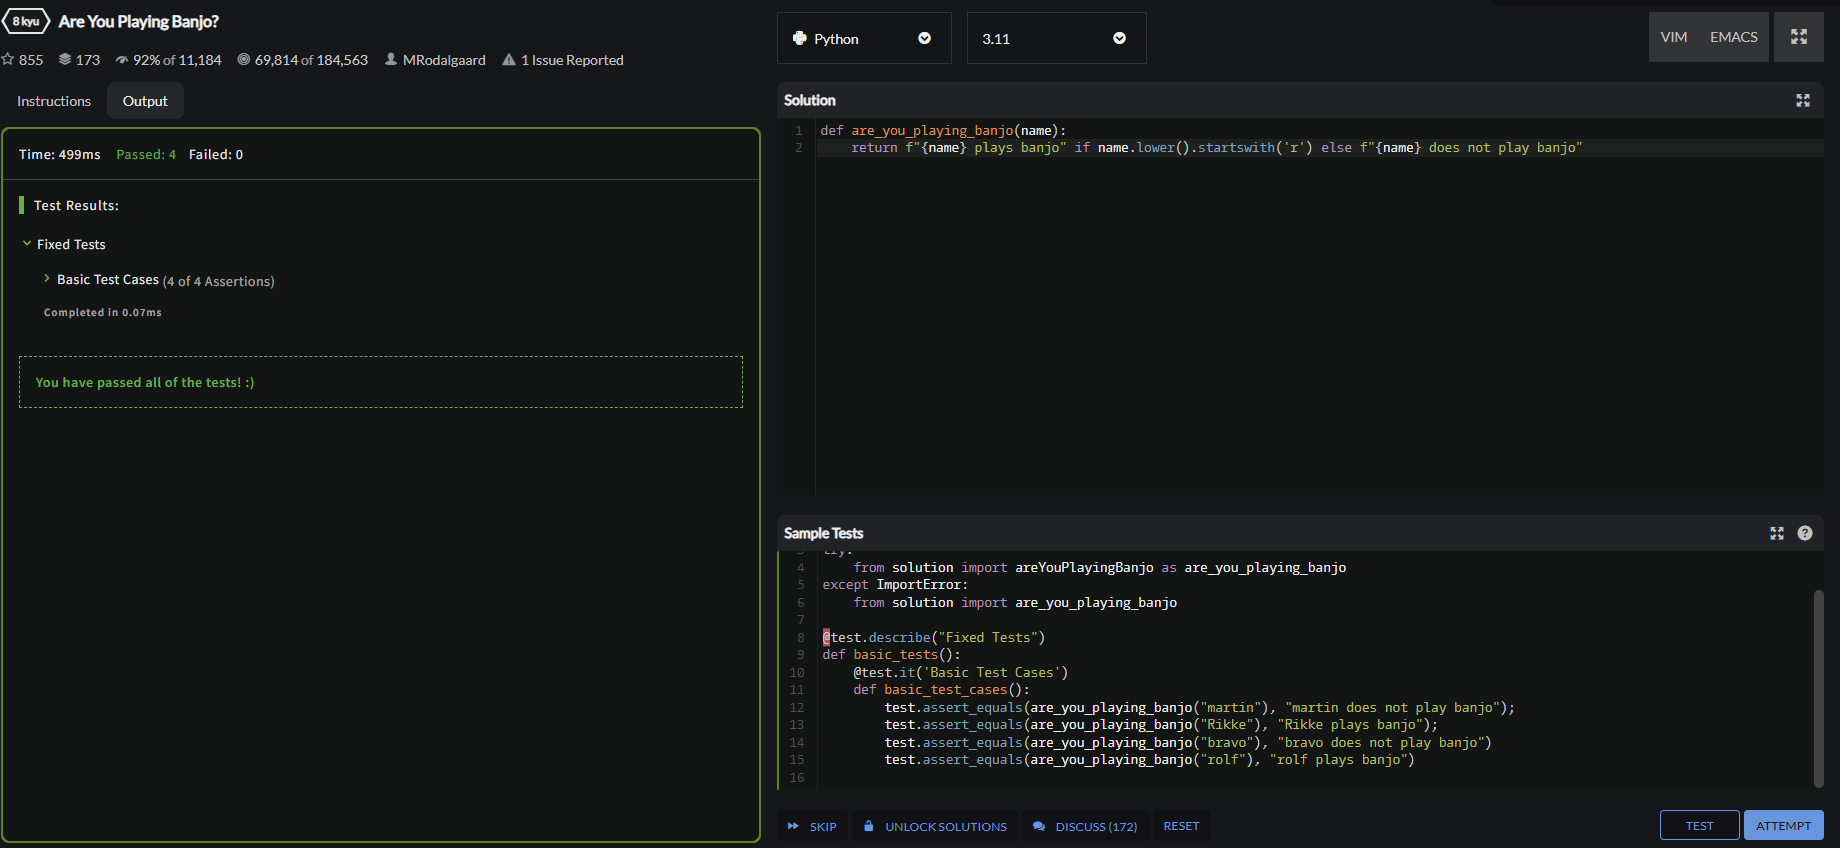 8 kyu Are You Playing Banjo?
855 173 92% of 11,184 69,814 of 184,563 MRodalgaard 1 Issue Reported
Instructions Output
Time: 499ms Passed: 4 Failed: 0
Test Results:
Fixed Tests
Basic Test Cases (4 of 4 Assertions)
Completed in 0.07ms
You have passed all of the tests! :)
Python 3.11 VIM EMACS
Solution
1 def are_you_playing_banjo(name):
2     return f"{name} plays banjo" if name.lower().startswith('r') else f"{name} does not play banjo"
Sample Tests ?
3 try:
4     from solution import areYouPlayingBanjo as are_you_playing_banjo
5 except ImportError:
6     from solution import are_you_playing_banjo
7
8 @test.describe("Fixed Tests")
9 def basic_tests():
10     @test.it('Basic Test Cases')
11     def basic_test_cases():
12         test.assert_equals(are_you_playing_banjo("martin"), "martin does not play banjo");
13         test.assert_equals(are_you_playing_banjo("Rikke"), "Rikke plays banjo");
14         test.assert_equals(are_you_playing_banjo("bravo"), "bravo does not play banjo")
15         test.assert_equals(are_you_playing_banjo("rolf"), "rolf plays banjo")
16
SKIP UNLOCK SOLUTIONS DISCUSS (172) RESET TEST ATTEMPT